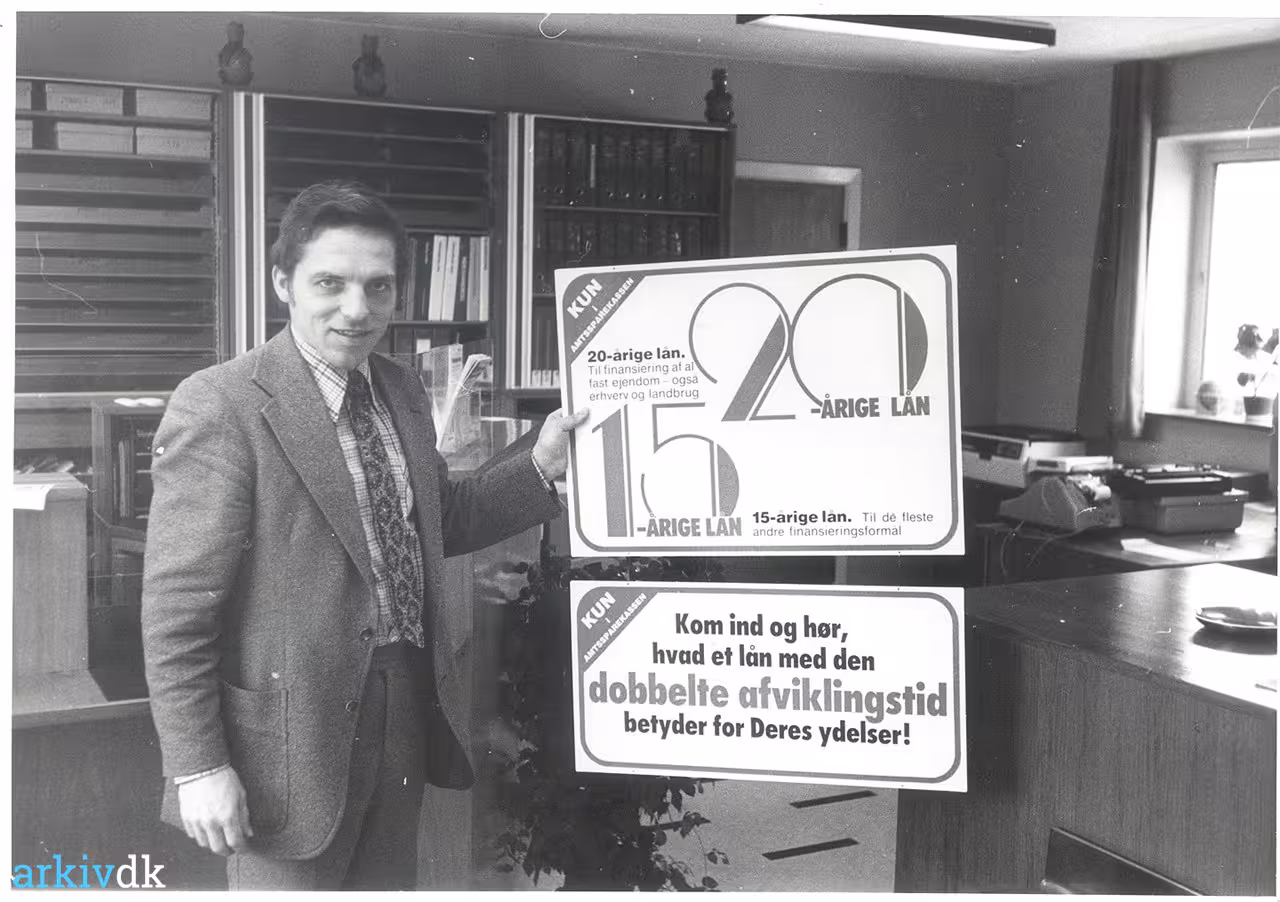 KUN
i
AMTSSPAREKASSEN
20-årige lån.
Til finansiering af al
fast ejendom – også
erhverv og landbrug
20
-ÅRIGE LÅN
15
-ÅRIGE LÅN
15-årige lån. Til de fleste
andre finansieringsformål
KUN
i
AMTSSPAREKASSEN
Kom ind og hør,
hvad et lån med den
dobbelte afviklingstid
betyder for Deres ydelser!
arkivdk